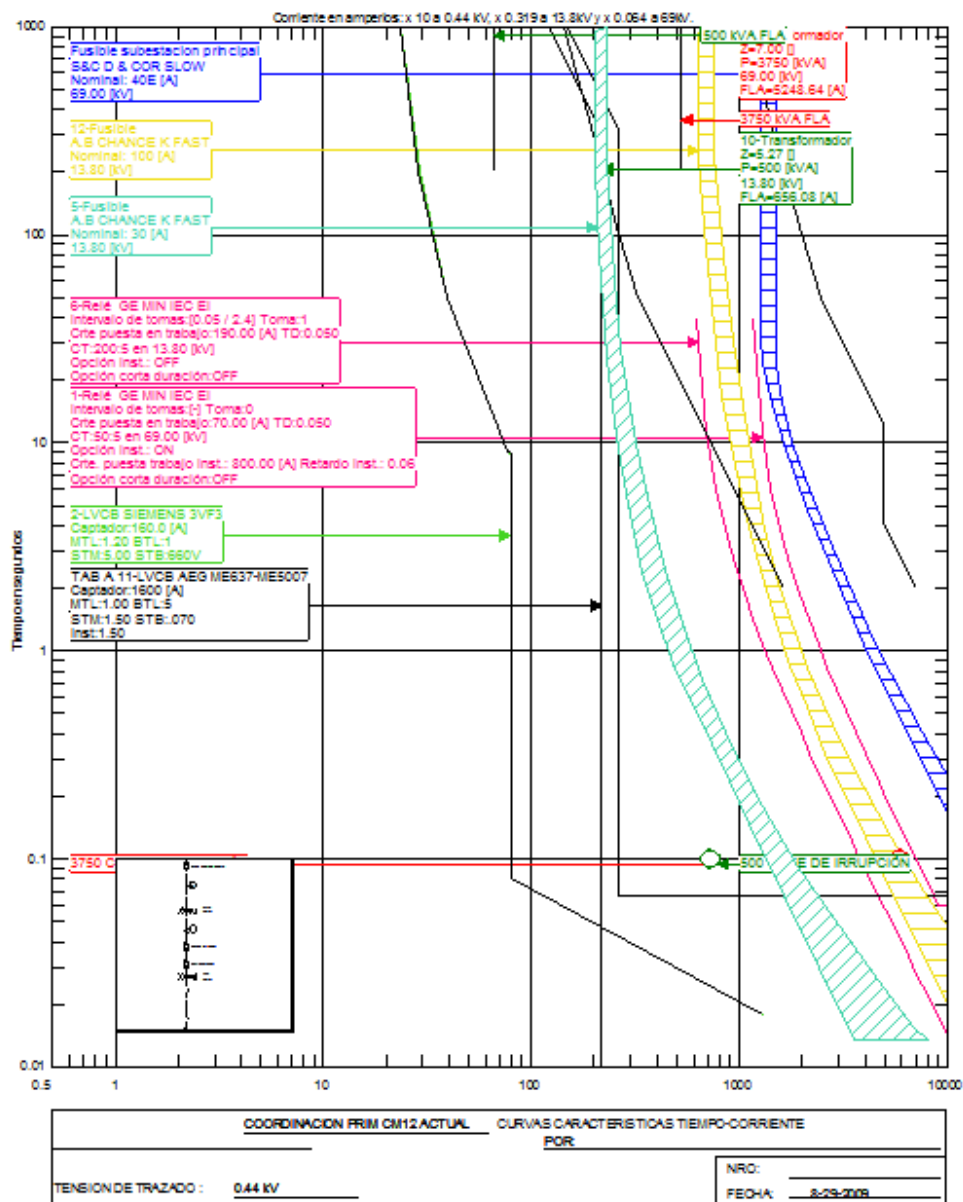 Corriente en amperios: x 10 a 0.44 kV, x 0.319 a 13.8kV y x 0.064 a 69kV.
1000
Fusible subestacion principal
S&C D & COR SLOW
Nominal: 40E [A]
69.00 [kV]
500 kVA FLA
ormador
Z=7.00 []
P=3750 [kVA]
69.00 [kV]
FLA=5248.64 [A]
12-Fusible
A.B CHANCE K FAST
Nominal: 100 [A]
13.80 [kV]
3750 kVA FLA
10-Transformador
Z=5.27 []
P=500 [kVA]
13.80 [kV]
FLA=656.08 [A]
5-Fusible
A.B CHANCE K FAST
Nominal: 30 [A]
13.80 [kV]
100
6-Relé GE MIN IEC EI
Intervalo de tomas:[0.05 / 2.4] Toma:1
Crte puesta en trabajo:190.00 [A] TD:0.050
CT:200:5 en 13.80 [kV]
Opción Inst.: OFF
Opción corta duración:OFF
1-Relé GE MIN IEC EI
Intervalo de tomas:[-] Toma:0
Crte puesta en trabajo:70.00 [A] TD:0.050
CT:50:5 en 69.00 [kV]
Opción Inst.: ON
Crte. puesta trabajo Inst.: 800.00 [A] Retardo Inst.: 0.06
Opción corta duración:OFF
10
2-LVCB SIEMENS 3VF3
Captador:160.0 [A]
MTL:1.20 BTL:1
STM:5.00 STB:660V
TAB A 11-LVCB AEG ME637-ME5007
Captador:1600 [A]
MTL:1.00 BTL:5
STM:1.50 STB:.070
Inst:1.50
Tiempo en segundos
1
0.1
3750 C
500
E DE IRRUPCIÓN
0.01
0.5 1 10 100 1000 10000
COORDINACION PRIM CM12 ACTUAL CURVAS CARACTERISTICAS TIEMPO-CORRIENTE
POR:
TENSION DE TRAZADO : 0.44 kV
NRO:
FECHA: 8-29-2009